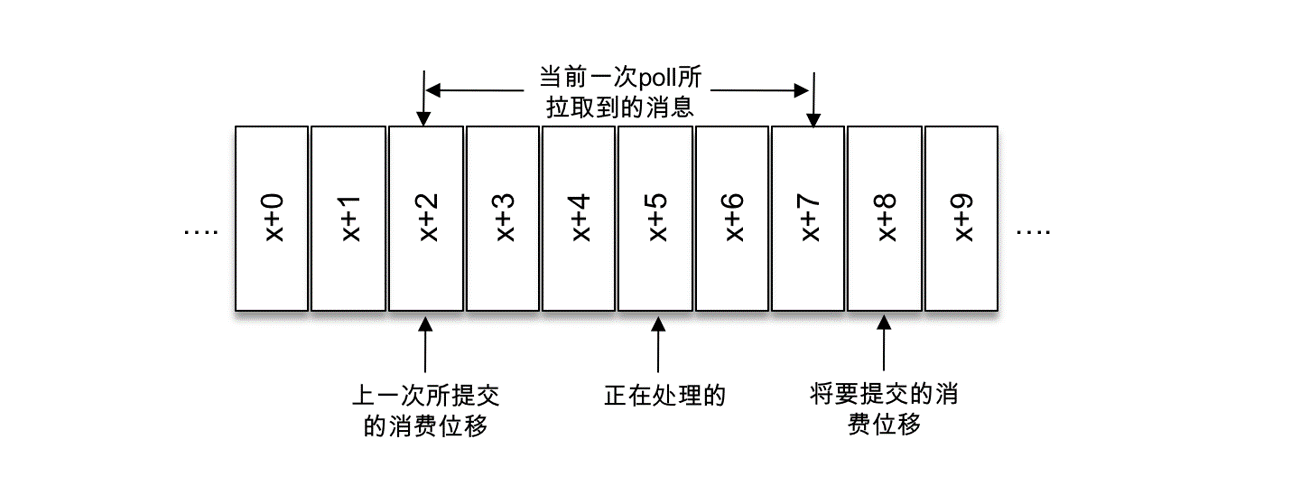 当前一次poll所
拉取到的消息
....
x+0
x+1
x+2
x+3
x+4
x+5
x+6
x+7
x+8
x+9
....
上一次所提交
的消费位移
正在处理的
将要提交的消
费位移